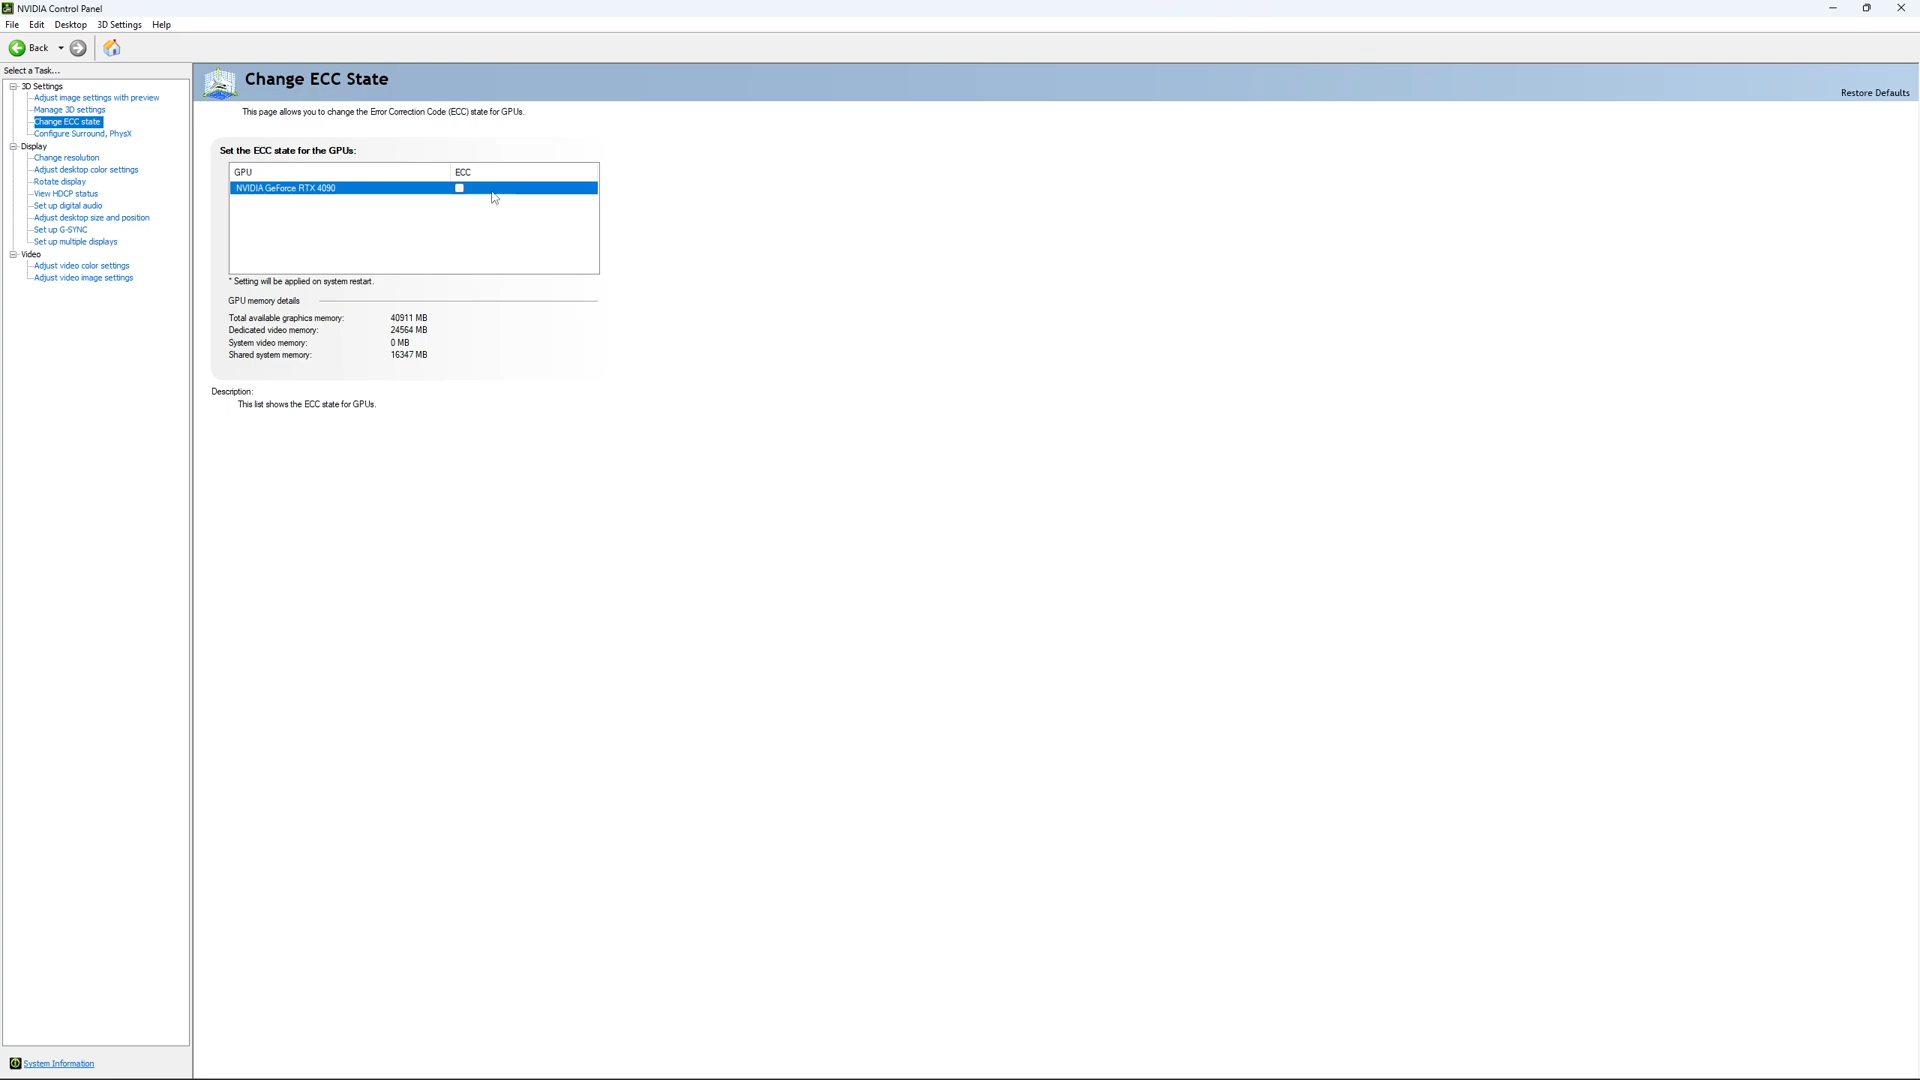 NVIDIA Control Panel
File Edit Desktop 3D Settings Help
Back
Select a Task...
3D Settings
Adjust image settings with preview
Manage 3D settings
Change ECC state
Configure Surround, PhysX
Display
Change resolution
Adjust desktop color settings
Rotate display
View HDCP status
Set up digital audio
Adjust desktop size and position
Set up G-SYNC
Set up multiple displays
Video
Adjust video color settings
Adjust video image settings
System Information
Change ECC State
Restore Defaults
This page allows you to change the Error Correction Code (ECC) state for GPUs.
Set the ECC state for the GPUs:
GPU ECC
NVIDIA GeForce RTX 4090
* Setting will be applied on system restart.
GPU memory details
Total available graphics memory: 40911 MB
Dedicated video memory: 24564 MB
System video memory: 0 MB
Shared system memory: 16347 MB
Description:
This list shows the ECC state for GPUs.